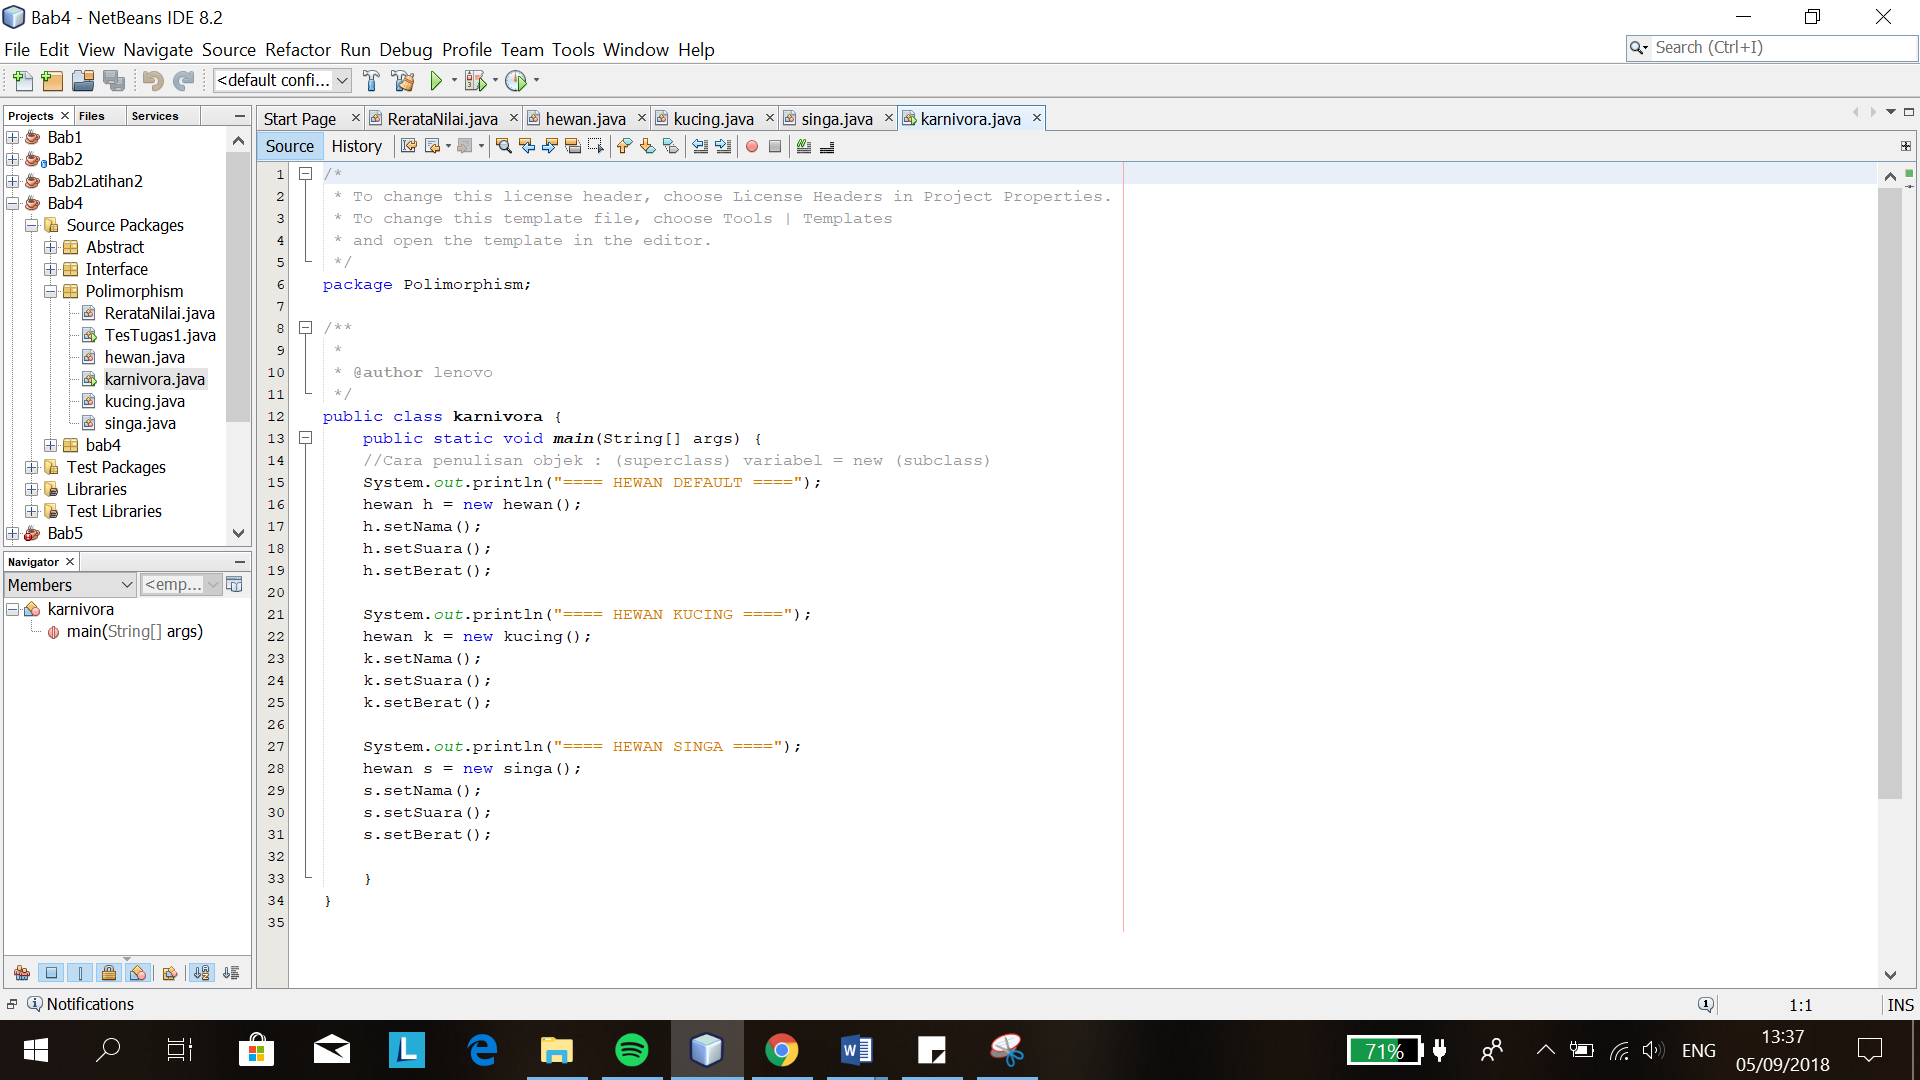 Bab4 - NetBeans IDE 8.2
File Edit View Navigate Source Refactor Run Debug Profile Team Tools Window Help
Search (Ctrl+I)
<default confi...
Projects Files Services
Start Page RerataNilai.java hewan.java kucing.java singa.java karnivora.java
Source History
Bab1
Bab2
Bab2Latihan2
Bab4
Source Packages
Abstract
Interface
Polimorphism
RerataNilai.java
TesTugas1.java
hewan.java
karnivora.java
kucing.java
singa.java
bab4
Test Packages
Libraries
Test Libraries
Bab5
Navigator
Members <emp...
karnivora
main(String[] args)
1 /*
2 * To change this license header, choose License Headers in Project Properties.
3 * To change this template file, choose Tools | Templates
4 * and open the template in the editor.
5 */
6 package Polimorphism;
7
8 /**
9 *
10 * @author lenovo
11 */
12 public class karnivora {
13 public static void main(String[] args) {
14 //Cara penulisan objek : (superclass) variabel = new (subclass)
15 System.out.println("==== HEWAN DEFAULT ====");
16 hewan h = new hewan();
17 h.setNama();
18 h.setSuara();
19 h.setBerat();
20
21 System.out.println("==== HEWAN KUCING ====");
22 hewan k = new kucing();
23 k.setNama();
24 k.setSuara();
25 k.setBerat();
26
27 System.out.println("==== HEWAN SINGA ====");
28 hewan s = new singa();
29 s.setNama();
30 s.setSuara();
31 s.setBerat();
32
33 }
34 }
35
Notifications
1:1 INS
71%
ENG
13:37
05/09/2018